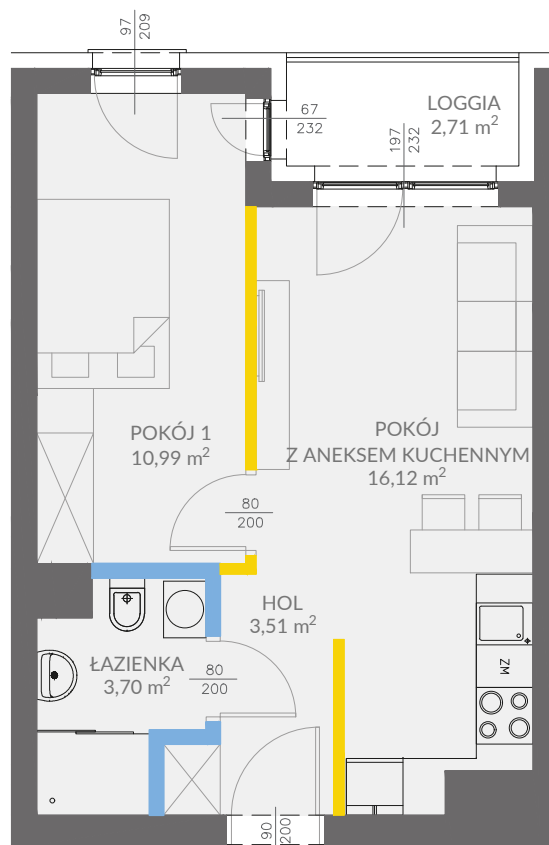 97
209
LOGGIA
2,71 m²
67
232
197
232
POKÓJ 1
10,99 m²
POKÓJ
Z ANEKSEM KUCHENNYM
16,12 m²
80
200
HOL
3,51 m²
ŁAZIENKA
3,70 m²
80
200
ZM
90
200